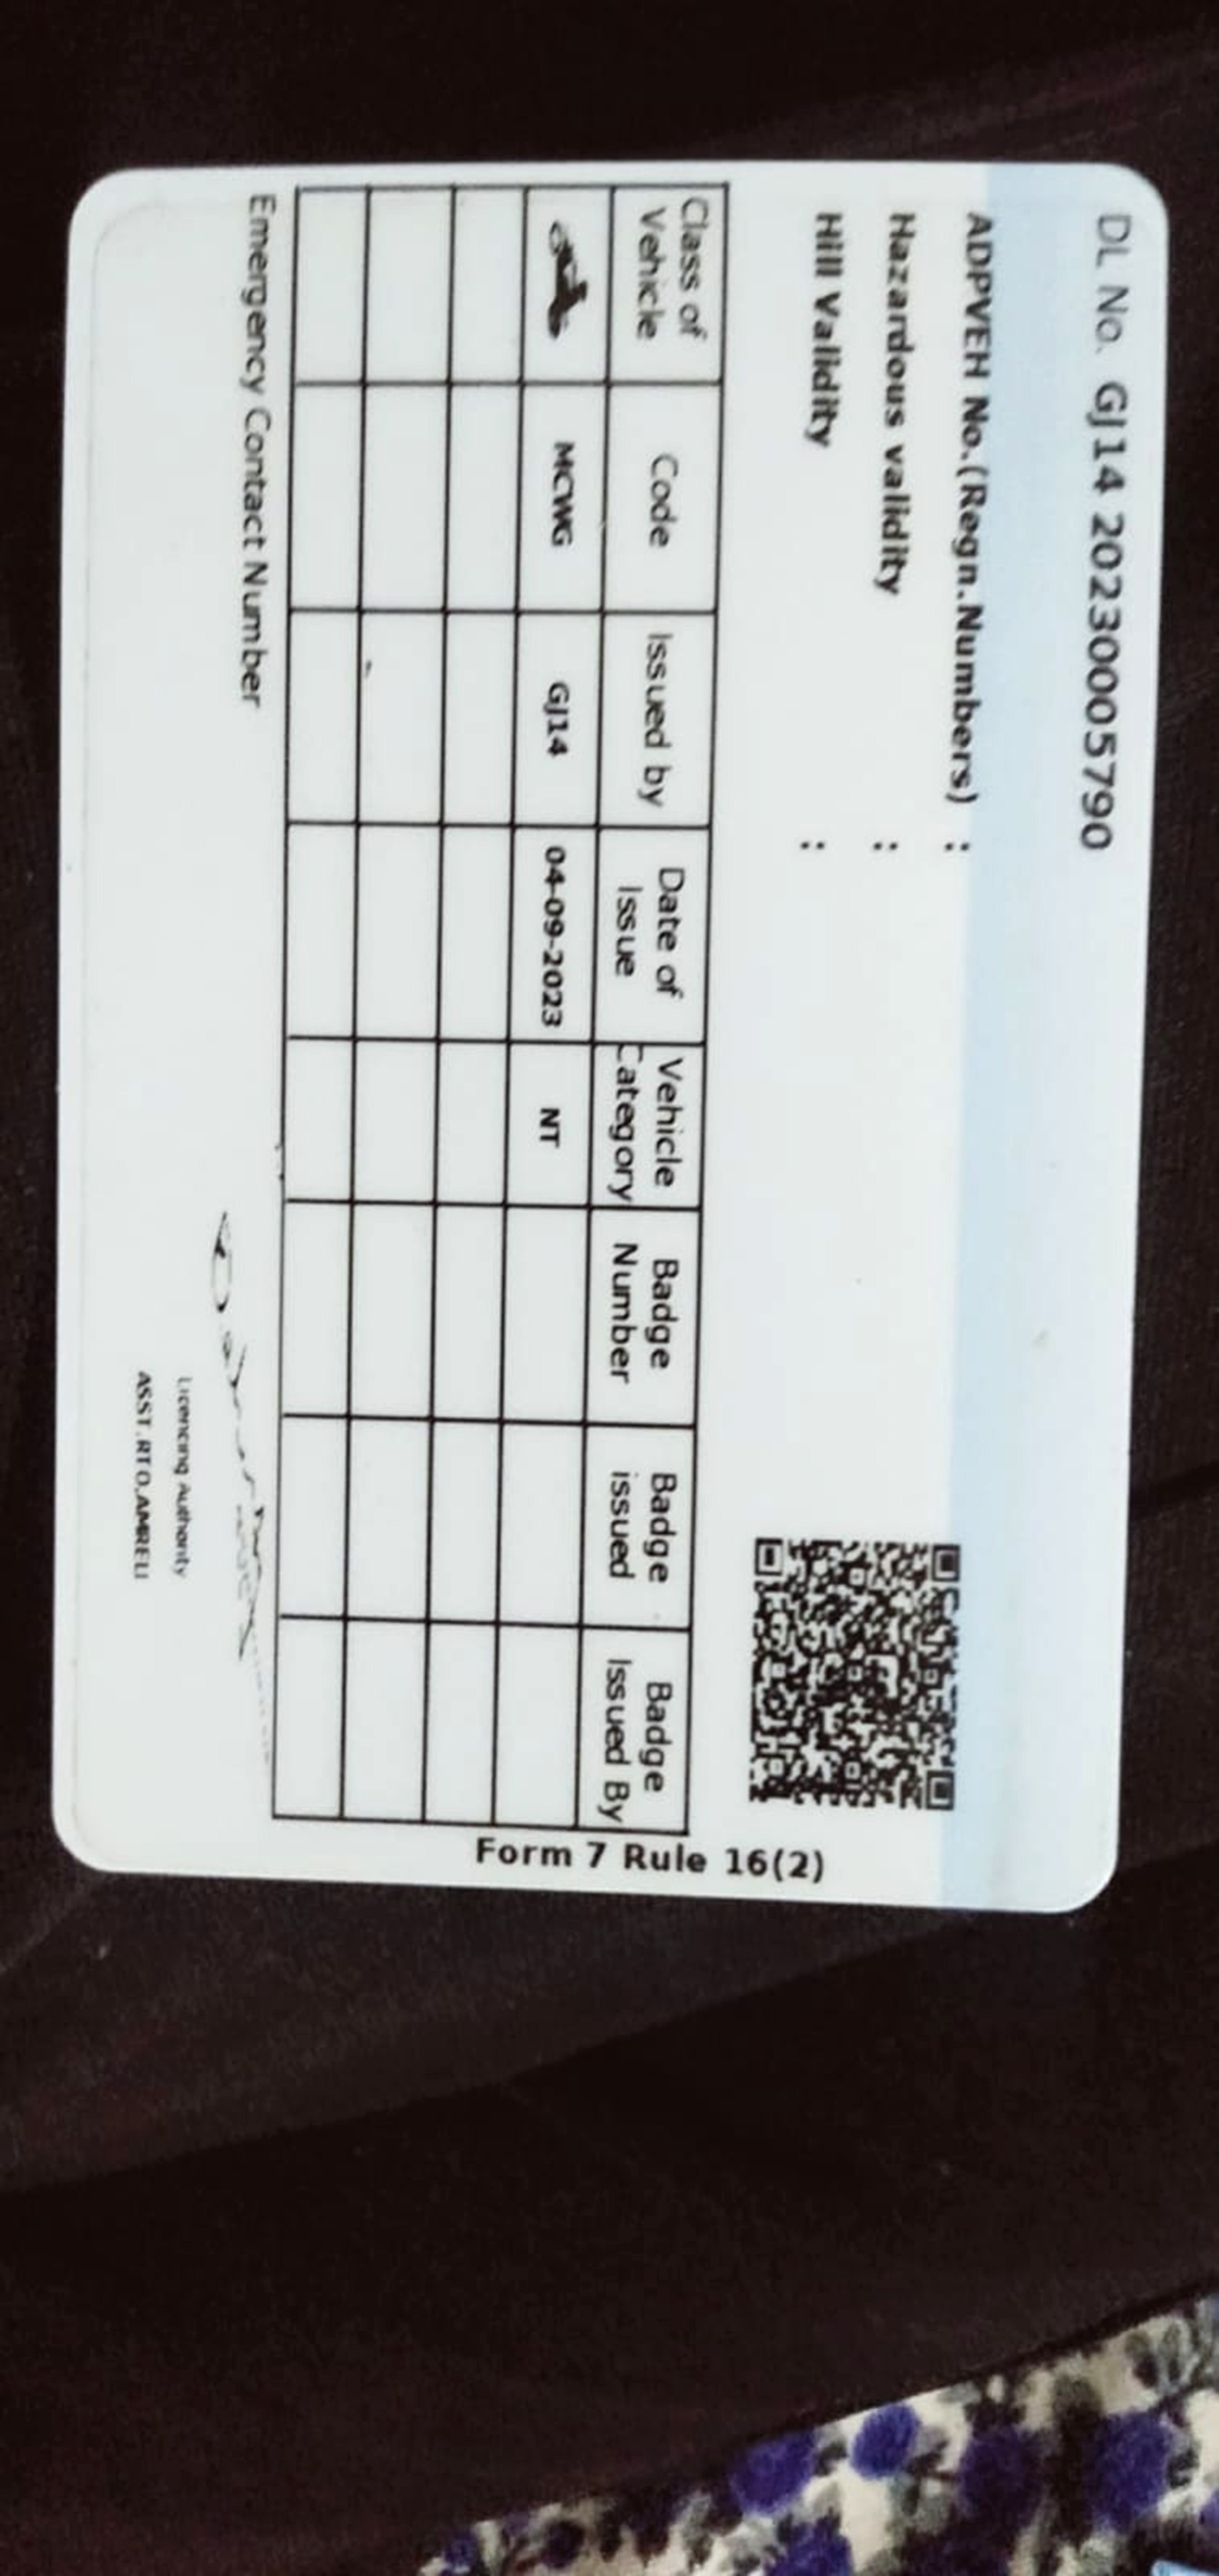 DL No. GJ14 20230005790
ADPVEH No.(Regn.Numbers) :
Hazardous validity :
Hill Validity :
Class of Vehicle Code Issued by Date of Issue Vehicle Category Badge Number Badge issued Badge Issued By
MCWG GJ14 04-09-2023 NT
Form 7 Rule 16(2)
Emergency Contact Number
Licencing Authority
ASST.RTO,AMRELI